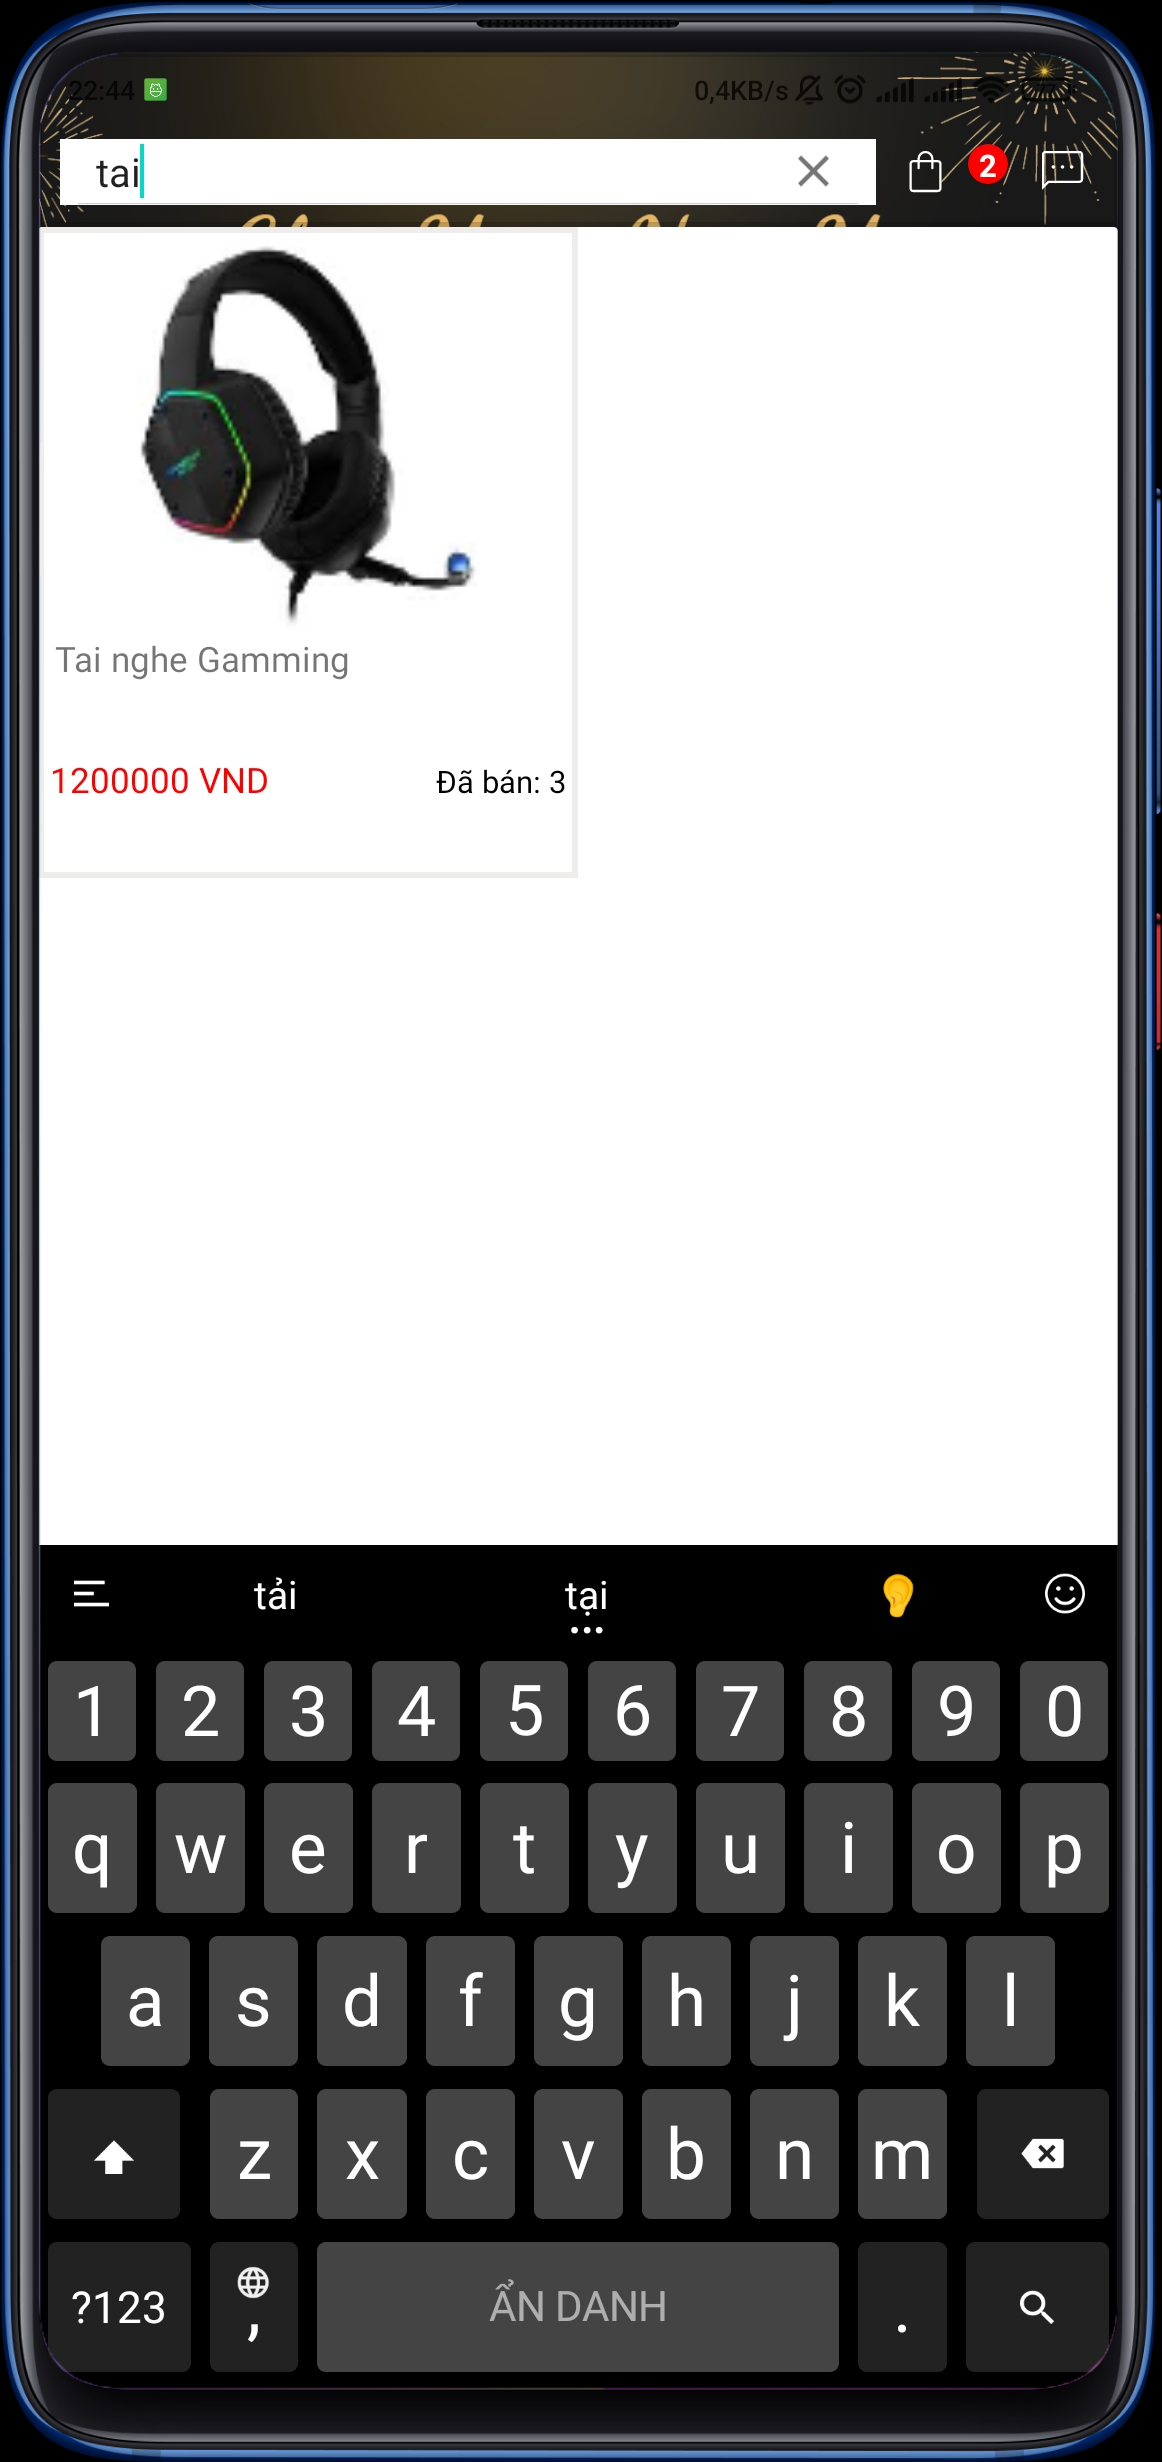 22:44 0,4KB/s
tai
2
Tai nghe Gamming
1200000 VND Đã bán: 3
tải tại
1 2 3 4 5 6 7 8 9 0
q w e r t y u i o p
a s d f g h j k l
z x c v b n m
?123 , ẨN DANH .